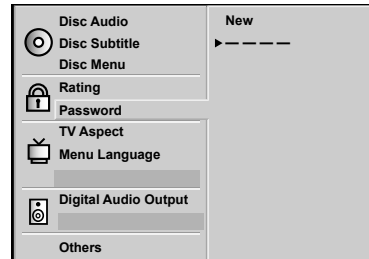 Disc Audio
Disc Subtitle
Disc Menu
Rating
Password
TV Aspect
Menu Language
Digital Audio Output
Others
New
– – – –